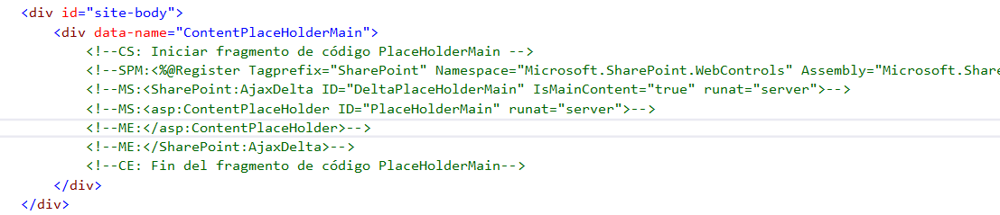 <div id="site-body">
<div data-name="ContentPlaceHolderMain">
<!--CS: Iniciar fragmento de código PlaceHolderMain -->
<!--SPM:<%@Register Tagprefix="SharePoint" Namespace="Microsoft.SharePoint.WebControls" Assembly="Microsoft.Share
<!--MS:<SharePoint:AjaxDelta ID="DeltaPlaceHolderMain" IsMainContent="true" runat="server">-->
<!--MS:<asp:ContentPlaceHolder ID="PlaceHolderMain" runat="server">-->
<!--ME:</asp:ContentPlaceHolder>-->
<!--ME:</SharePoint:AjaxDelta>-->
<!--CE: Fin del fragmento de código PlaceHolderMain-->
</div>
</div>